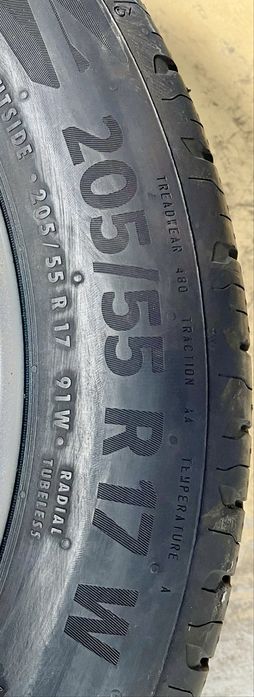 TREADWEAR 480 TRACTION AA TEMPERATURE A
205/55 R 17 W
OUTSIDE • 205/55 R 17 91W • RADIAL
TUBELESS